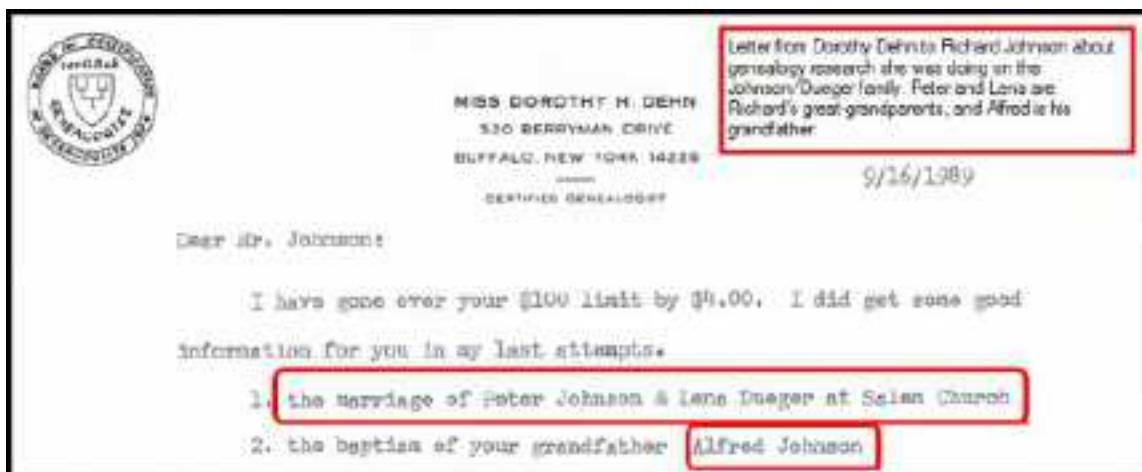 Letter from Dorothy Dehn to Richard Johnson about
genealogy research she was doing on the
Johnson/Dueger family. Peter and Lena are
Richard's great-grandparents, and Alfred is his
grandfather
MISS DOROTHY H. DEHN
530 BERRYMAN DRIVE
BUFFALO, NEW YORK 14226
CERTIFIED GENEALOGIST
9/16/1989
Dear Mr. Johnson:
I have gone over your $100 limit by $4.00. I did get some good
information for you in my last attempts.
1. the marriage of Peter Johnson & Lena Dueger at Salem Church
2. the baptism of your grandfather Alfred Johnson